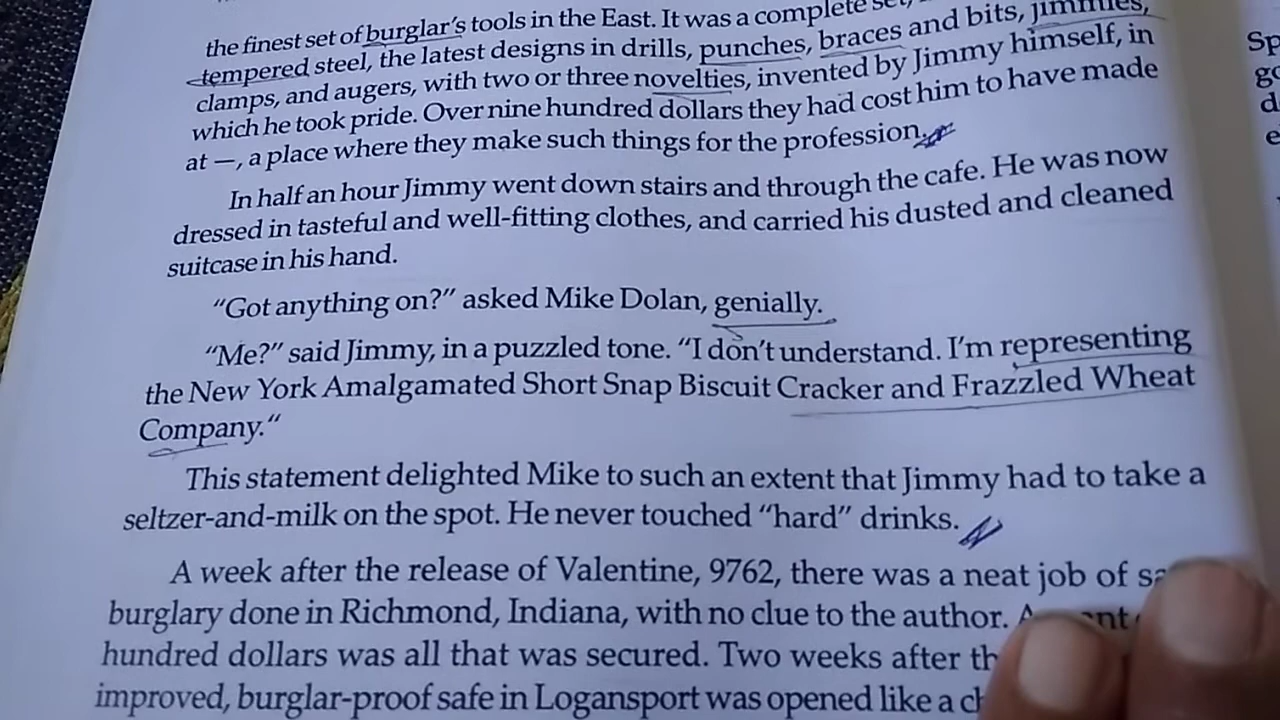 the finest set of burglar's tools in the East. It was a complete set,
tempered steel, the latest designs in drills, punches, braces and bits, jimmies,
clamps, and augers, with two or three novelties, invented by Jimmy himself, in
which he took pride. Over nine hundred dollars they had cost him to have made
at —, a place where they make such things for the profession.
In half an hour Jimmy went down stairs and through the cafe. He was now
dressed in tasteful and well-fitting clothes, and carried his dusted and cleaned
suitcase in his hand.
"Got anything on?" asked Mike Dolan, genially.
"Me?" said Jimmy, in a puzzled tone. "I don't understand. I'm representing
the New York Amalgamated Short Snap Biscuit Cracker and Frazzled Wheat
Company."
This statement delighted Mike to such an extent that Jimmy had to take a
seltzer-and-milk on the spot. He never touched "hard" drinks.
A week after the release of Valentine, 9762, there was a neat job of
burglary done in Richmond, Indiana, with no clue to the author.
hundred dollars was all that was secured. Two weeks after
improved, burglar-proof safe in Logansport was opened like a